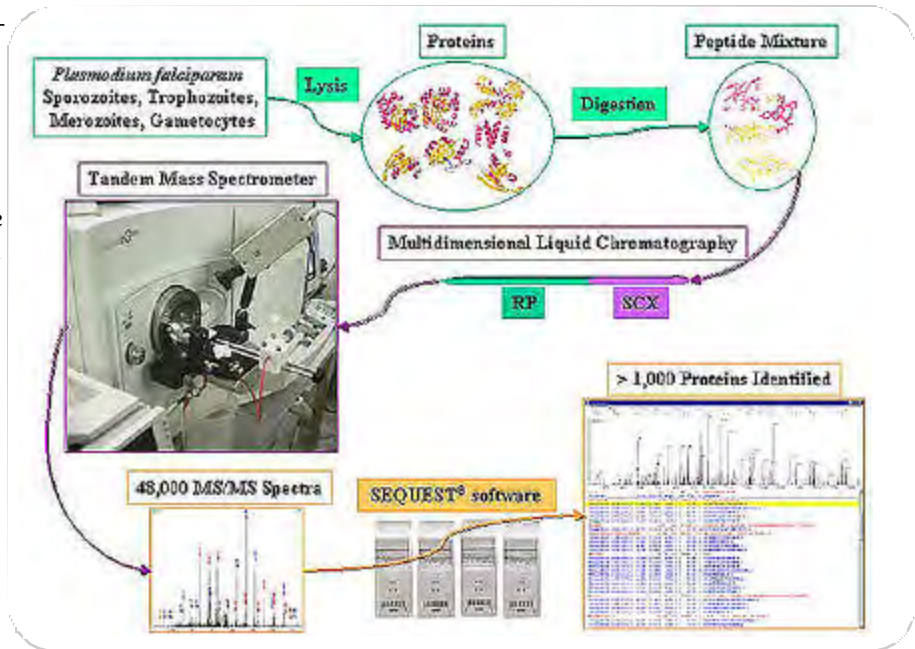 Plasmodium falciparum
Sporozoites, Trophozoites,
Merozoites, Gametocytes
Lysis
Proteins
Digestion
Peptide Mixture
Multidimensional Liquid Chromatography
RP
SCX
Tandem Mass Spectrometer
48,000 MS/MS Spectra
SEQUEST® software
> 1,000 Proteins Identified